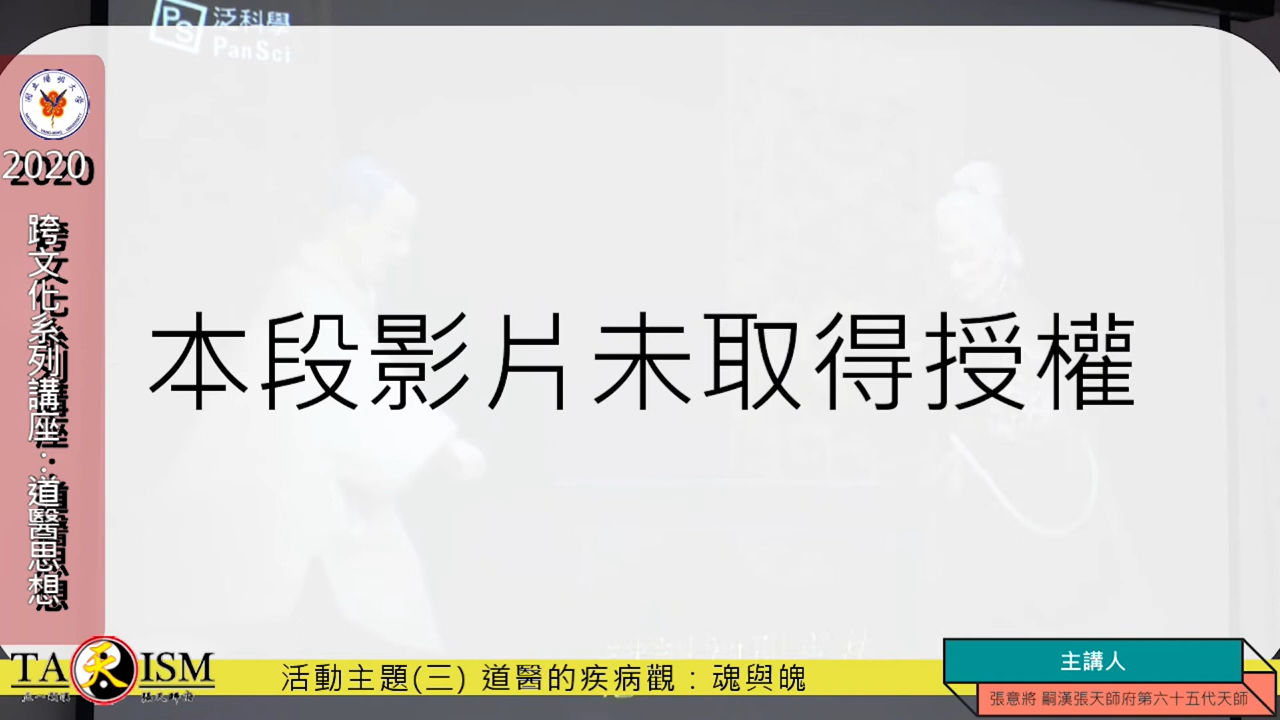 泛科學
PanSci
2020
跨文化系列講座：道醫思想
本段影片未取得授權
TAOISM
活動主題(三) 道醫的疾病觀：魂與魄
主講人
張意將 嗣漢張天師府第六十五代天師